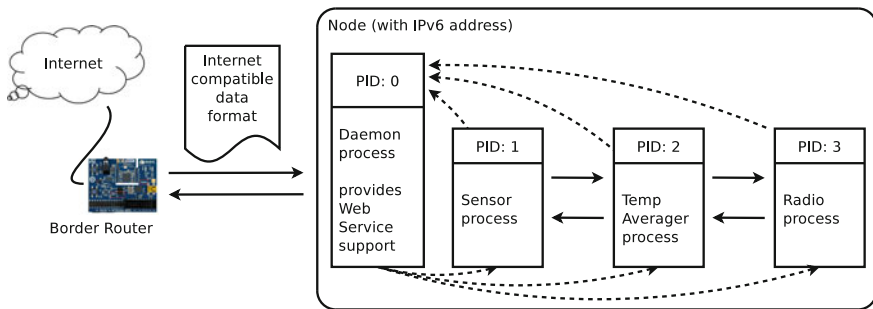 Node (with IPv6 address)
Internet
Internet
compatible
data
format
Border Router
PID: 0
Daemon
process
provides
Web
Service
support
PID: 1
Sensor
process
PID: 2
Temp
Averager
process
PID: 3
Radio
process